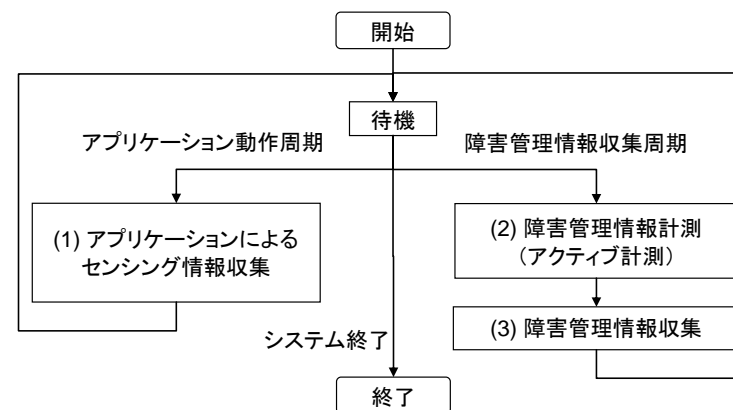 開始
待機
アプリケーション動作周期
障害管理情報収集周期
(1) アプリケーションによる
センシング情報収集
(2) 障害管理情報計測
（アクティブ計測）
(3) 障害管理情報収集
システム終了
終了